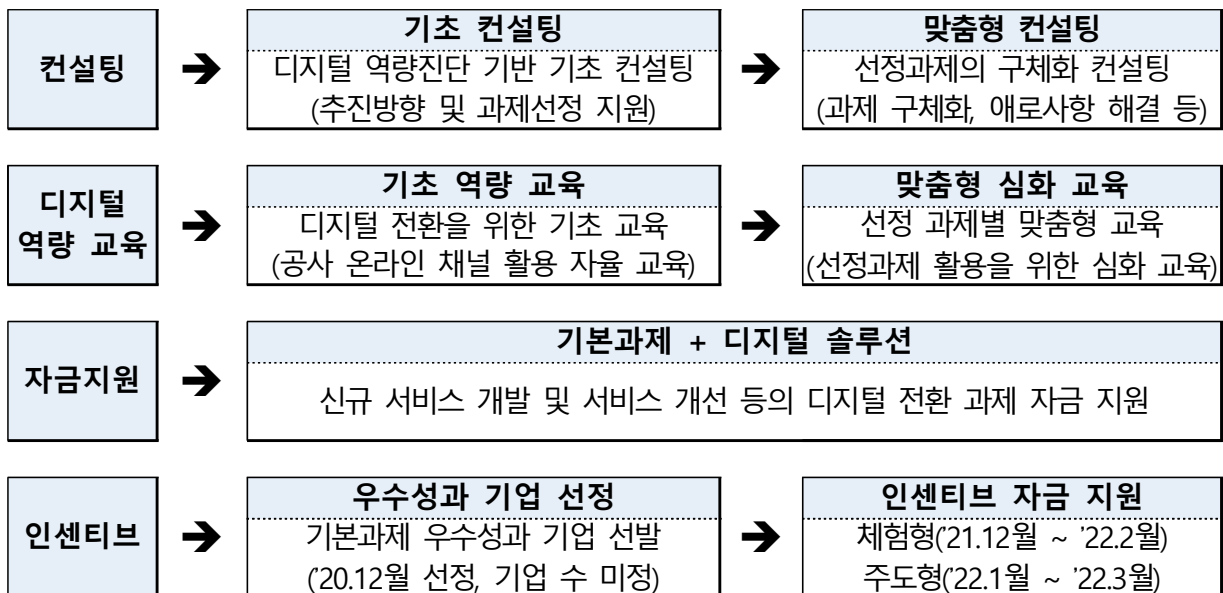 컨설팅
➔
기초 컨설팅
디지털 역량진단 기반 기초 컨설팅
(추진방향 및 과제선정 지원)
➔
맞춤형 컨설팅
선정과제의 구체화 컨설팅
(과제 구체화, 애로사항 해결 등)
디지털
역량 교육
➔
기초 역량 교육
디지털 전환을 위한 기초 교육
(공사 온라인 채널 활용 자율 교육)
➔
맞춤형 심화 교육
선정 과제별 맞춤형 교육
(선정과제 활용을 위한 심화 교육)
자금지원
➔
기본과제 + 디지털 솔루션
신규 서비스 개발 및 서비스 개선 등의 디지털 전환 과제 자금 지원
인센티브
➔
우수성과 기업 선정
기본과제 우수성과 기업 선발
('20.12월 선정, 기업 수 미정)
➔
인센티브 자금 지원
체험형('21.12월 ~ '22.2월)
주도형('22.1월 ~ '22.3월)